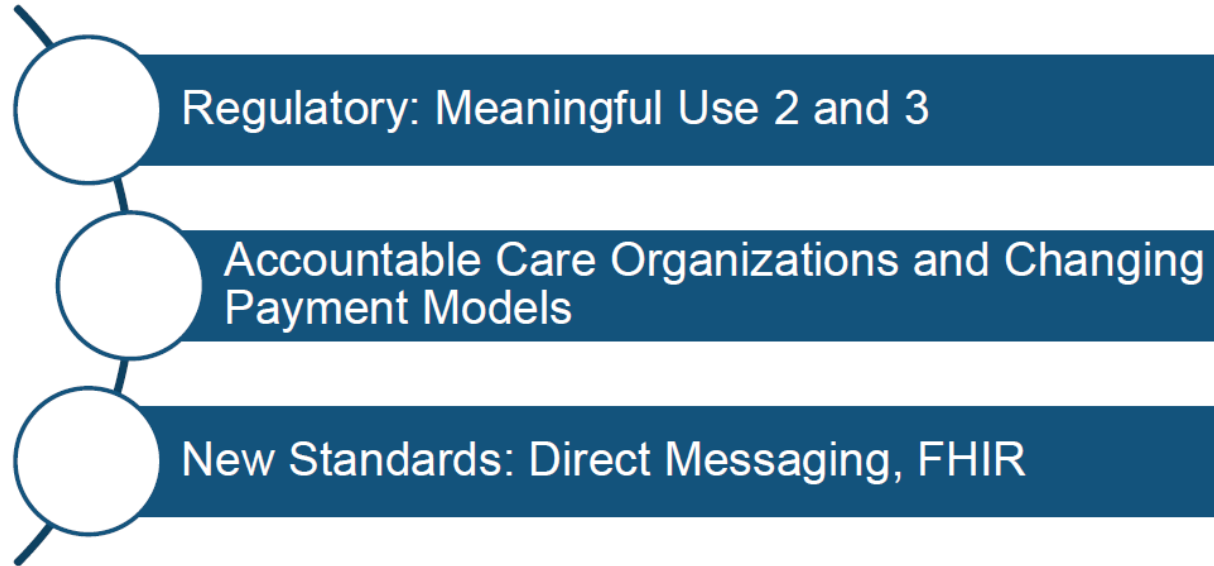 Regulatory: Meaningful Use 2 and 3
Accountable Care Organizations and Changing
Payment Models
New Standards: Direct Messaging, FHIR